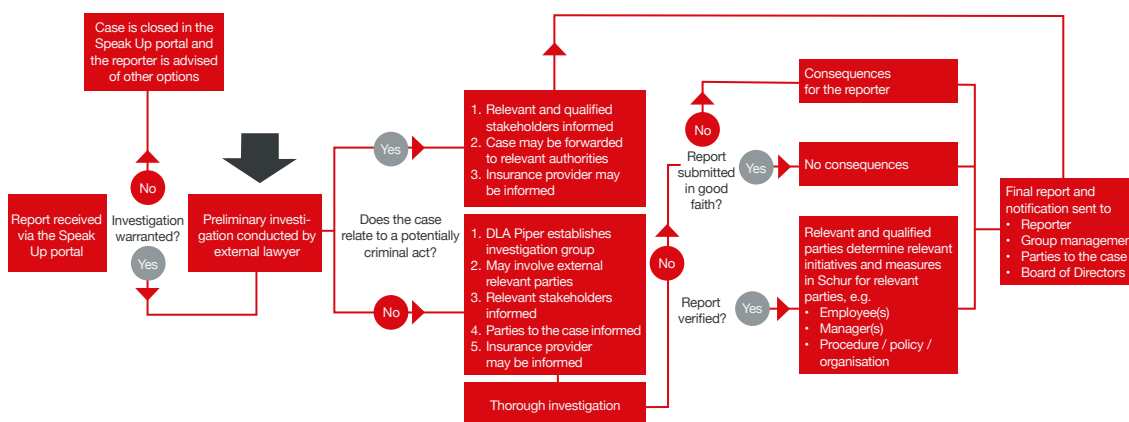 Case is closed in the
Speak Up portal and
the reporter is advised
of other options
No
Report received
via the Speak
Up portal
Investigation
warranted?
Yes
Preliminary investi-
gation conducted by
external lawyer
Does the case
relate to a potentially
criminal act?
Yes
1. Relevant and qualified
stakeholders informed
2. Case may be forwarded
to relevant authorities
3. Insurance provider may
be informed
No
1. DLA Piper establishes
investigation group
2. May involve external
relevant parties
3. Relevant stakeholders
informed
4. Parties to the case informed
5. Insurance provider
may be informed
Thorough investigation
Report
verified?
No
Report
submitted
in good
faith?
No
Consequences
for the reporter
Yes
No consequences
Yes
Relevant and qualified
parties determine relevant
initiatives and measures
in Schur for relevant
parties, e.g.
• Employee(s)
• Manager(s)
• Procedure / policy /
organisation
Final report and
notification sent to
• Reporter
• Group managemer
• Parties to the case
• Board of Directors